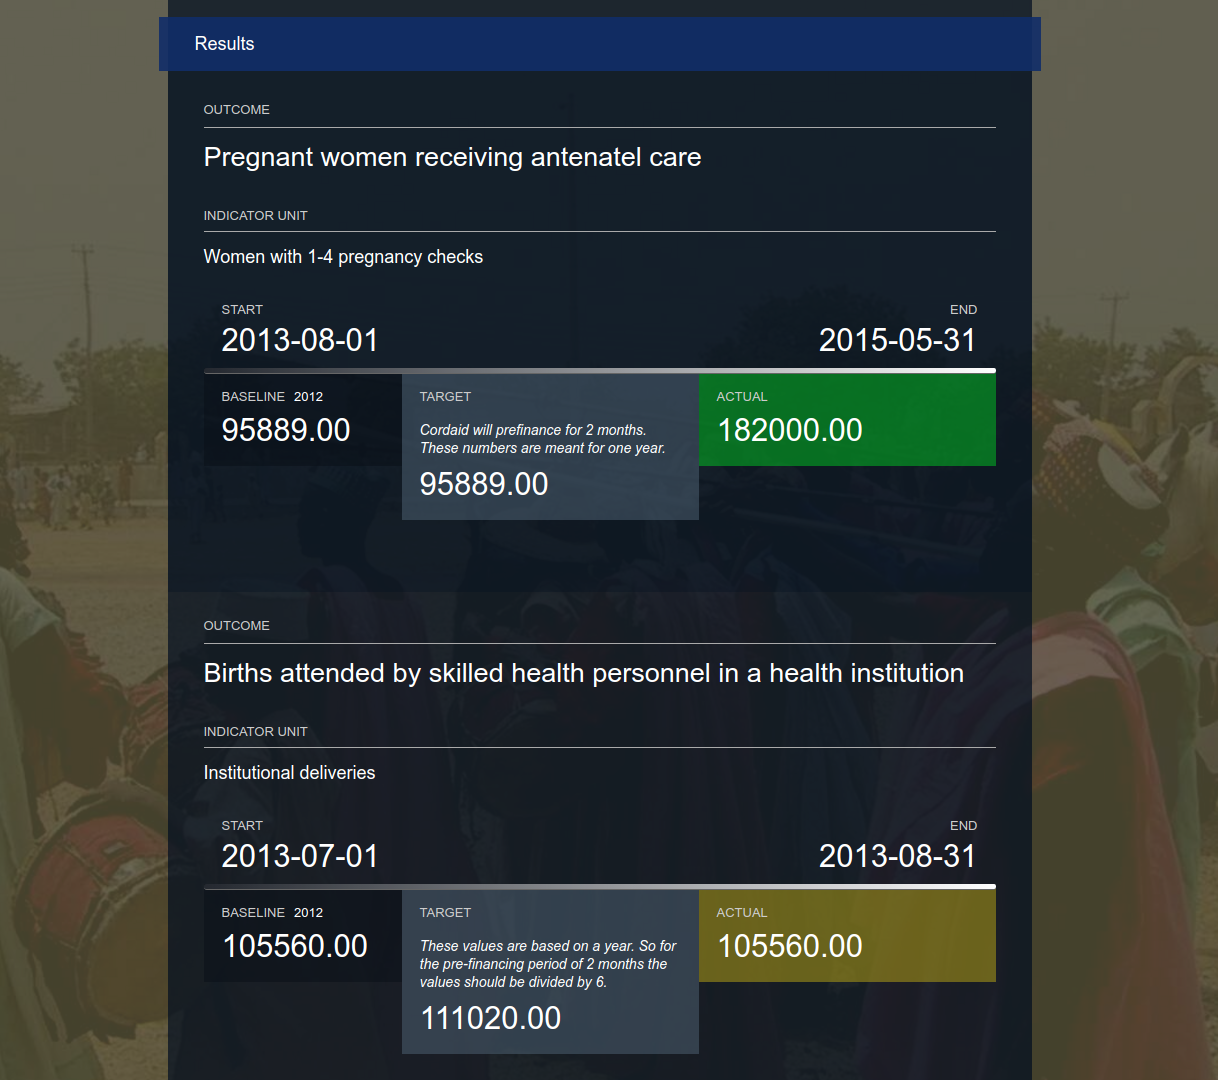 Results
OUTCOME
Pregnant women receiving antenatel care
INDICATOR UNIT
Women with 1-4 pregnancy checks
START
END
2013-08-01
2015-05-31
BASELINE 2012
95889.00
TARGET
Cordaid will prefinance for 2 months.
These numbers are meant for one year.
95889.00
ACTUAL
182000.00
OUTCOME
Births attended by skilled health personnel in a health institution
INDICATOR UNIT
Institutional deliveries
START
END
2013-07-01
2013-08-31
BASELINE 2012
105560.00
TARGET
These values are based on a year. So for
the pre-financing period of 2 months the
values should be divided by 6.
111020.00
ACTUAL
105560.00